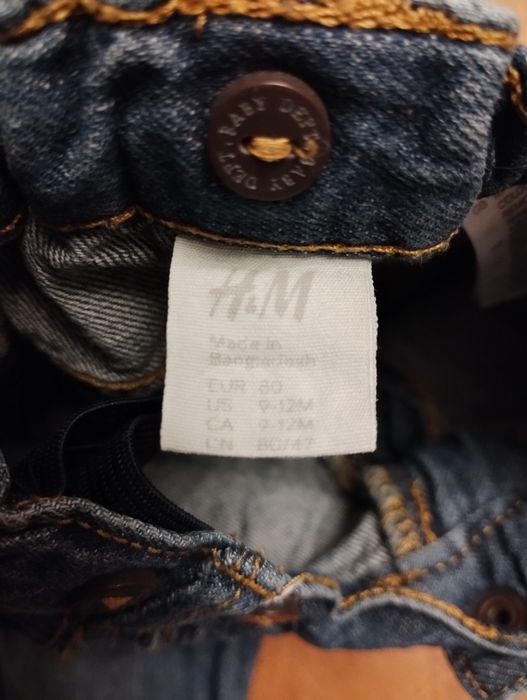 BABY DEPT. BABY DEPT.
H&M
Made in
Bangladesh
EUR 80
US 9-12M
CA 9-12M
CN 80/47